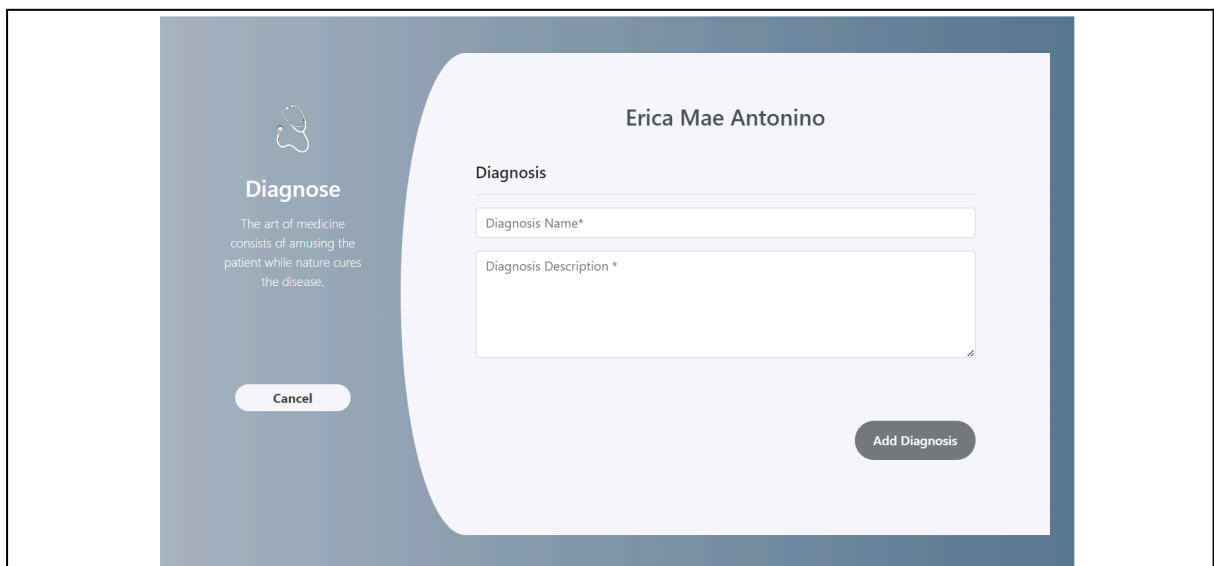 Diagnose
The art of medicine
consists of amusing the
patient while nature cures
the disease.
Cancel
Erica Mae Antonino
Diagnosis
Diagnosis Name*
Diagnosis Description *
Add Diagnosis